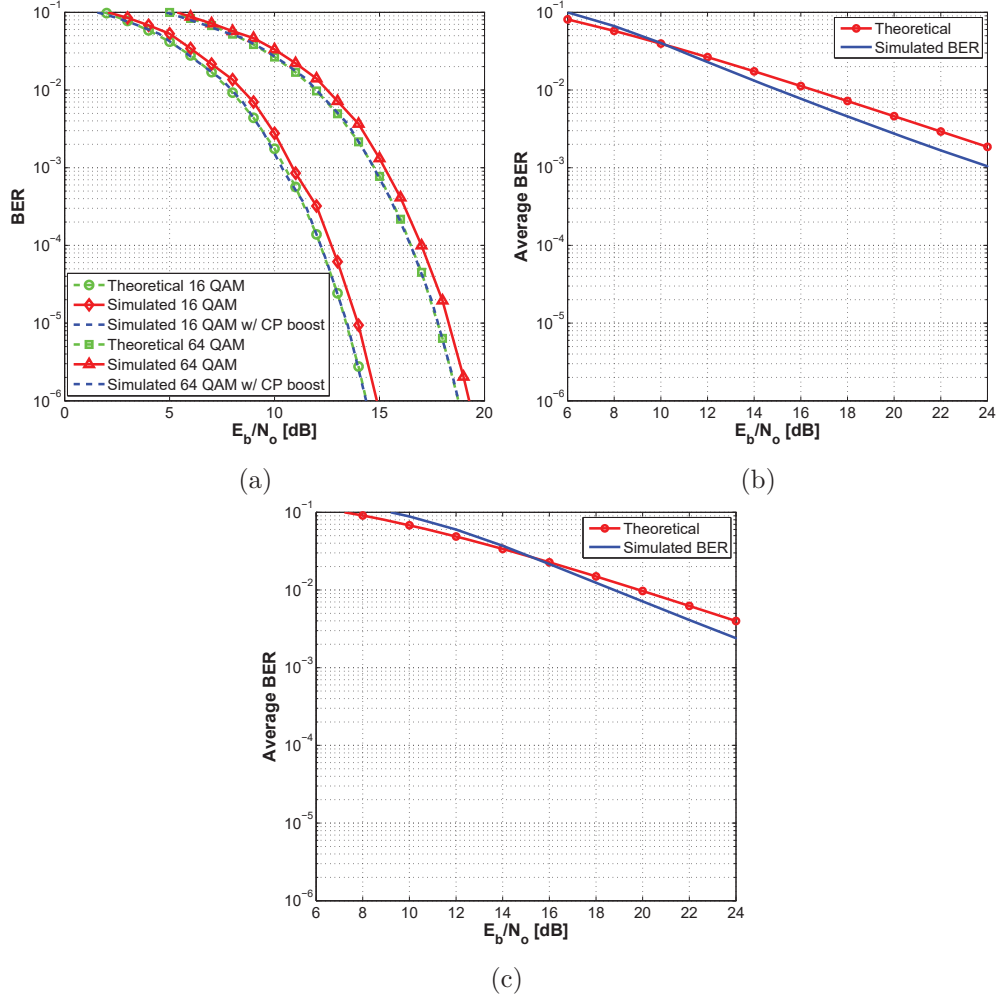 10^-1
10^-2
10^-3
10^-4
10^-5
10^-6
BER
Theoretical 16 QAM
Simulated 16 QAM
Simulated 16 QAM w/ CP boost
Theoretical 64 QAM
Simulated 64 QAM
Simulated 64 QAM w/ CP boost
0 5 10 15 20
E_b/N_o [dB]
(a)
10^-1
10^-2
10^-3
10^-4
10^-5
10^-6
Average BER
Theoretical
Simulated BER
6 8 10 12 14 16 18 20 22 24
E_b/N_o [dB]
(b)
10^-1
10^-2
10^-3
10^-4
10^-5
10^-6
Average BER
Theoretical
Simulated BER
6 8 10 12 14 16 18 20 22 24
E_b/N_o [dB]
(c)